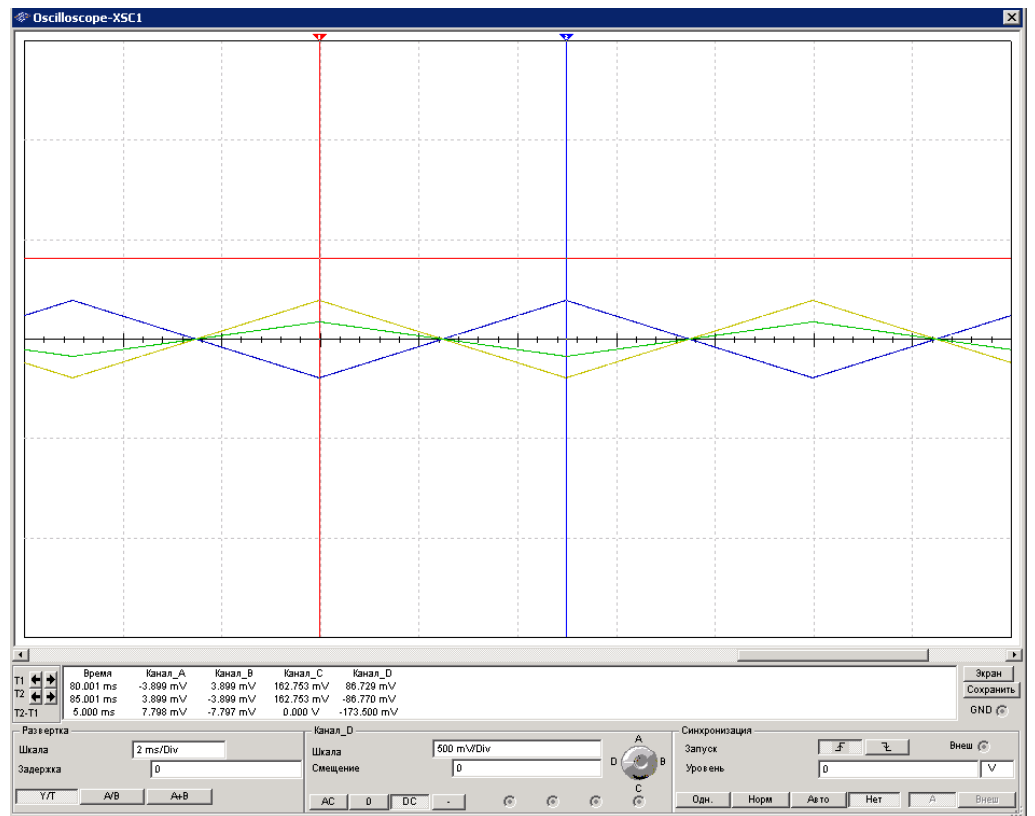 Oscilloscope-XSC1
1 2
Время Канал_A Канал_B Канал_C Канал_D
T1 80.001 ms -3.899 mV 3.899 mV 162.753 mV 86.729 mV
T2 85.001 ms 3.899 mV -3.899 mV 162.753 mV -86.770 mV
T2-T1 5.000 ms 7.798 mV -7.797 mV 0.000 V -173.500 mV
Экран
Сохранить
GND
Развертка
Шкала 2 ms/Div
Задержка 0
Y/T A/B A+B
Канал_D
Шкала 500 mV/Div
Смещение 0
AC 0 DC -
A
D B
C
Синхронизация
Запуск Внеш
Уровень 0 V
Одн. Норм Авто Нет A Внеш